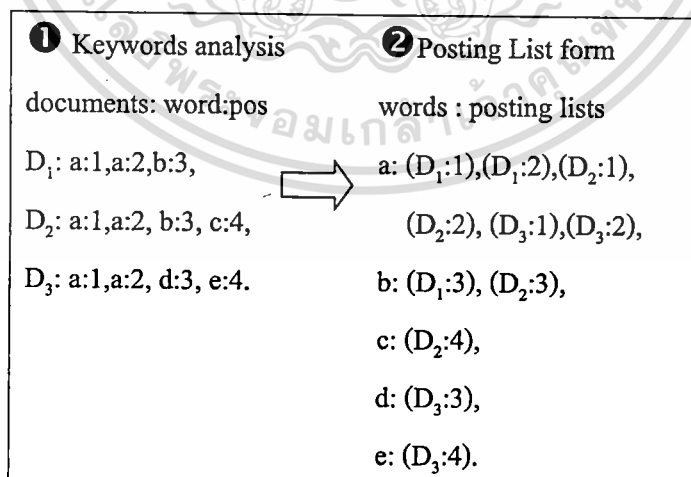 ❶ Keywords analysis
documents: word:pos
D₁: a:1,a:2,b:3,
D₂: a:1,a:2, b:3, c:4,
D₃: a:1,a:2, d:3, e:4.
❷ Posting List form
words : posting lists
a: (D₁:1),(D₁:2),(D₂:1),
(D₂:2), (D₃:1),(D₃:2),
b: (D₁:3), (D₂:3),
c: (D₂:4),
d: (D₃:3),
e: (D₃:4).